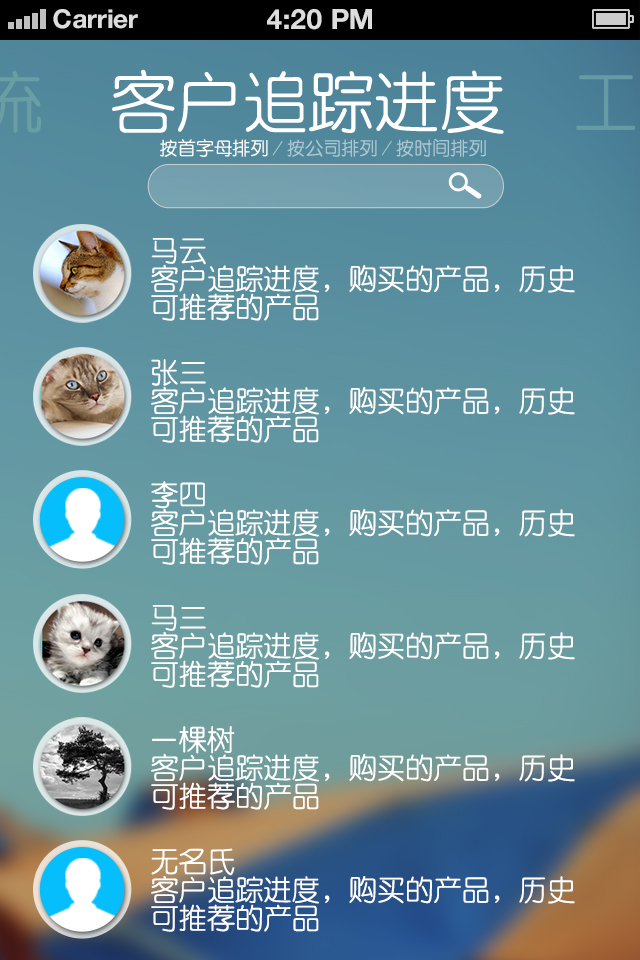 Carrier 4:20 PM
流 客户追踪进度 工
按首字母排列 / 按公司排列 / 按时间排列
马云
客户追踪进度，购买的产品，历史
可推荐的产品
张三
客户追踪进度，购买的产品，历史
可推荐的产品
李四
客户追踪进度，购买的产品，历史
可推荐的产品
马三
客户追踪进度，购买的产品，历史
可推荐的产品
一棵树
客户追踪进度，购买的产品，历史
可推荐的产品
无名氏
客户追踪进度，购买的产品，历史
可推荐的产品